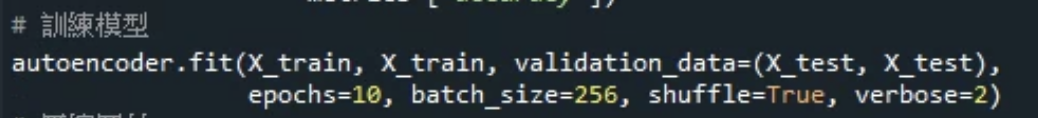 # 訓練模型
autoencoder.fit(X_train, X_train, validation_data=(X_test, X_test),
epochs=10, batch_size=256, shuffle=True, verbose=2)